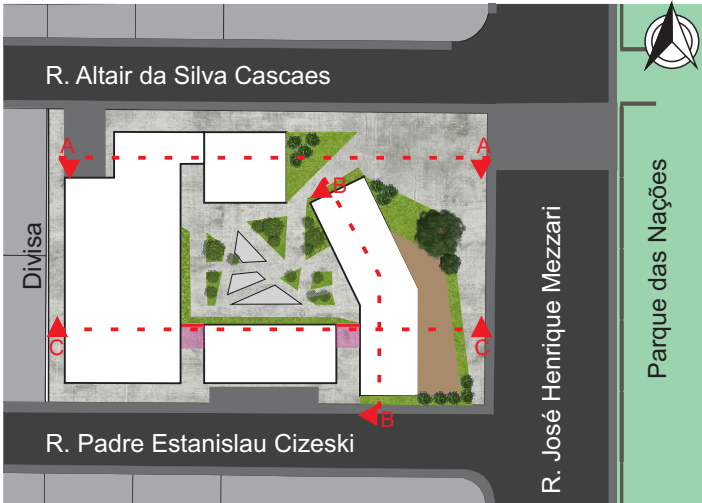 R. Altair da Silva Cascaes
A
A
B
Divisa
R. José Henrique Mezzari
Parque das Nações
C
C
B
R. Padre Estanislau Cizeski